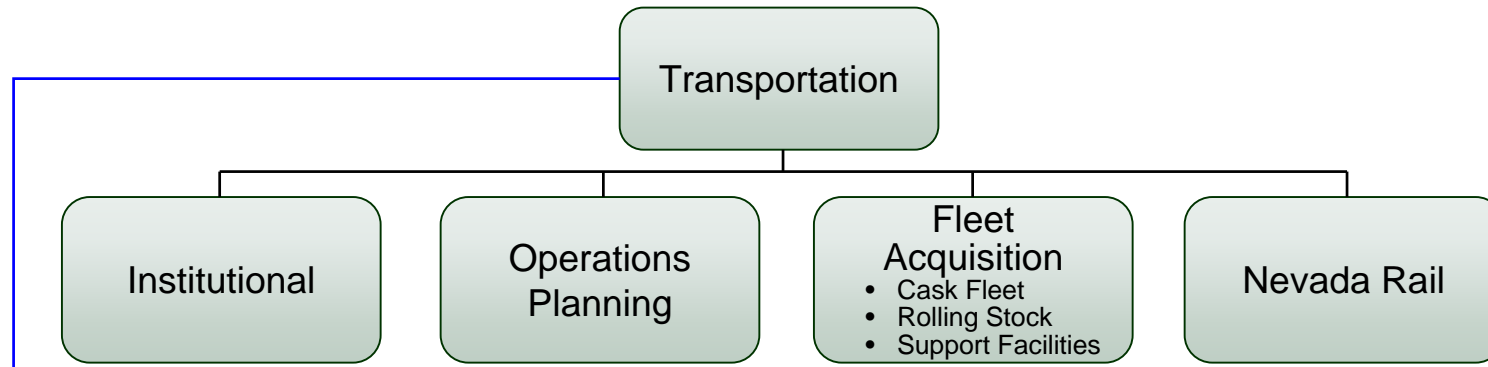 Transportation
Institutional
Operations
Planning
Fleet
Acquisition
• Cask Fleet
• Rolling Stock
• Support Facilities
Nevada Rail